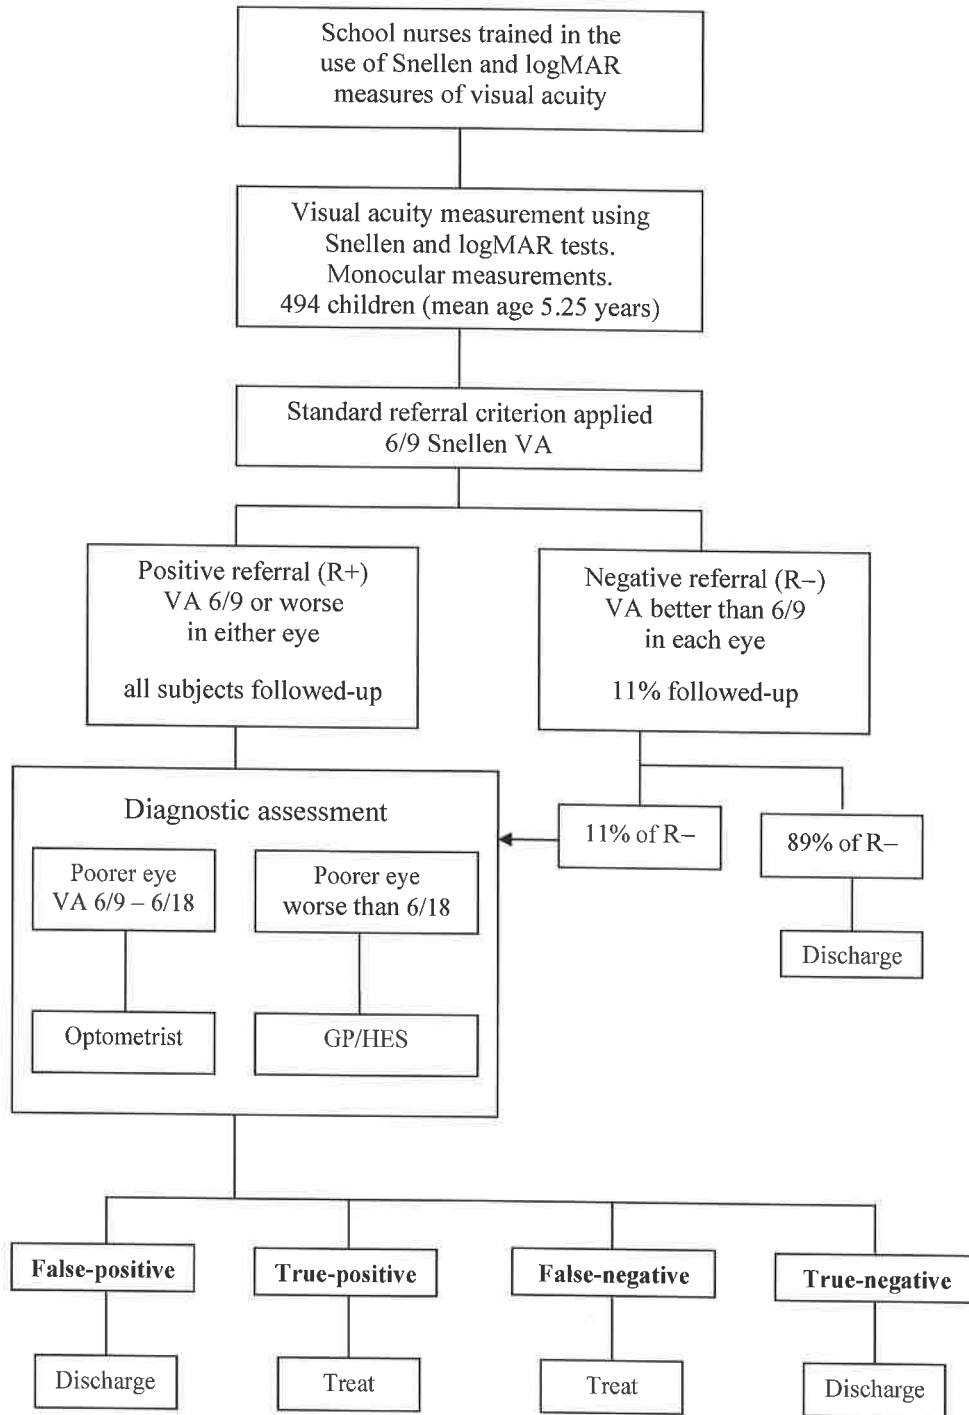 School nurses trained in the
use of Snellen and logMAR
measures of visual acuity
Visual acuity measurement using
Snellen and logMAR tests.
Monocular measurements.
494 children (mean age 5.25 years)
Standard referral criterion applied
6/9 Snellen VA
Positive referral (R+)
VA 6/9 or worse
in either eye
all subjects followed-up
Negative referral (R–)
VA better than 6/9
in each eye
11% followed-up
Diagnostic assessment
Poorer eye
VA 6/9 – 6/18
Poorer eye
worse than 6/18
Optometrist
GP/HES
11% of R–
89% of R–
Discharge
False-positive
True-positive
False-negative
True-negative
Discharge
Treat
Treat
Discharge